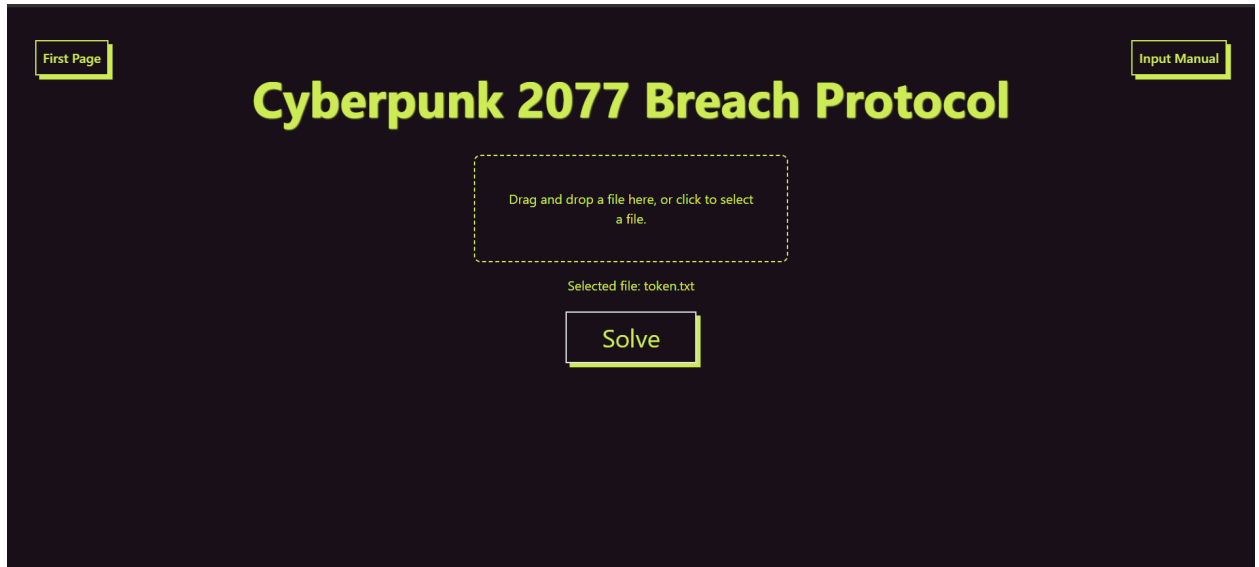 First Page
Input Manual
Cyberpunk 2077 Breach Protocol
Drag and drop a file here, or click to select
a file.
Selected file: token.txt
Solve